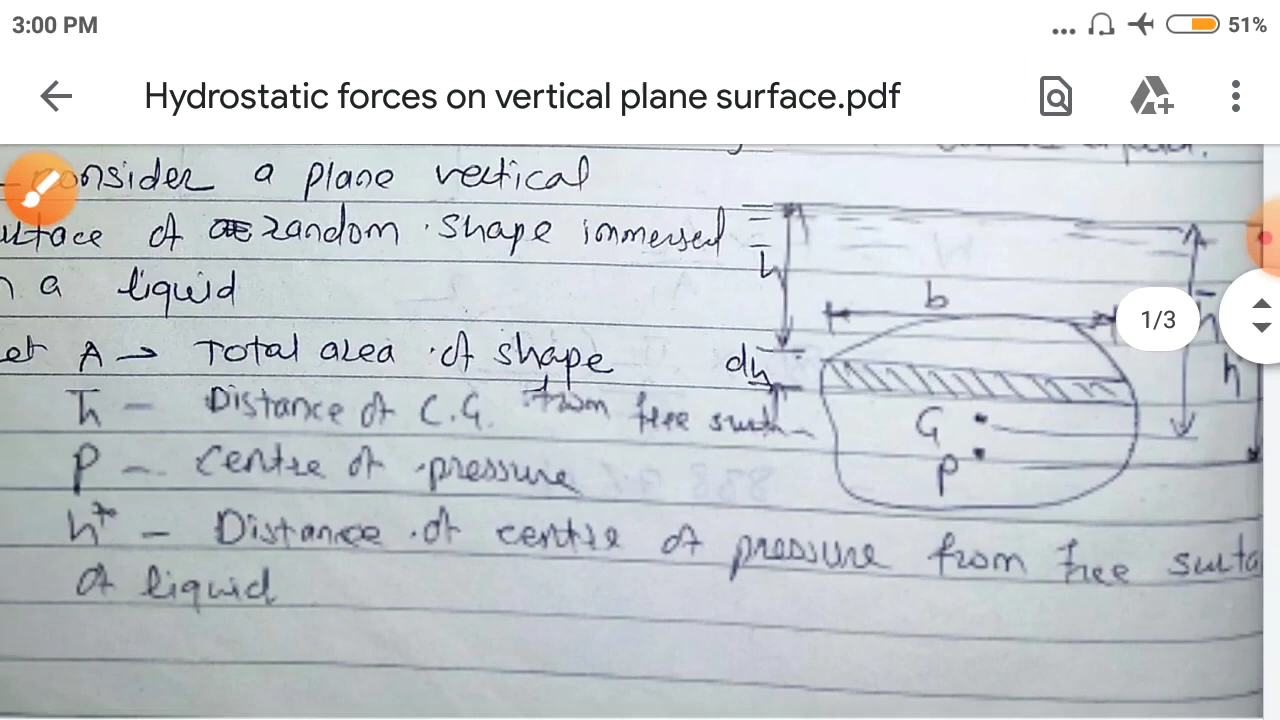 3:00 PM
... 51%
Hydrostatic forces on vertical plane surface.pdf
onsider a plane vertical
urface of random shape immersed
n a liquid
et A → Total area of shape
h̄ - Distance of C.G. from free surf-
P - Centre of pressure
h* - Distance of centre of pressure from free surfa
of liquid
h
b
dh
G
P
h̄
h
1/3